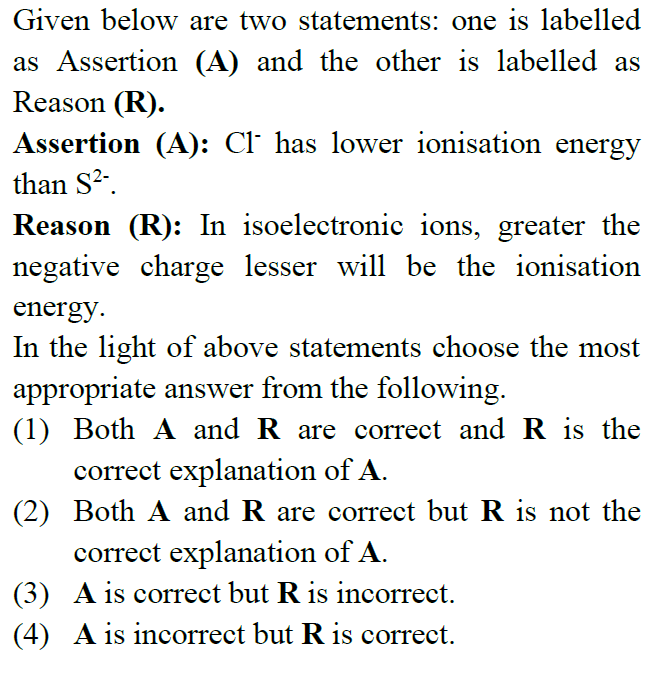 Given below are two statements: one is labelled
as Assertion (A) and the other is labelled as
Reason (R).
Assertion (A): Cl⁻ has lower ionisation energy
than S²⁻.
Reason (R): In isoelectronic ions, greater the
negative charge lesser will be the ionisation
energy.
In the light of above statements choose the most
appropriate answer from the following.
(1) Both A and R are correct and R is the
correct explanation of A.
(2) Both A and R are correct but R is not the
correct explanation of A.
(3) A is correct but R is incorrect.
(4) A is incorrect but R is correct.